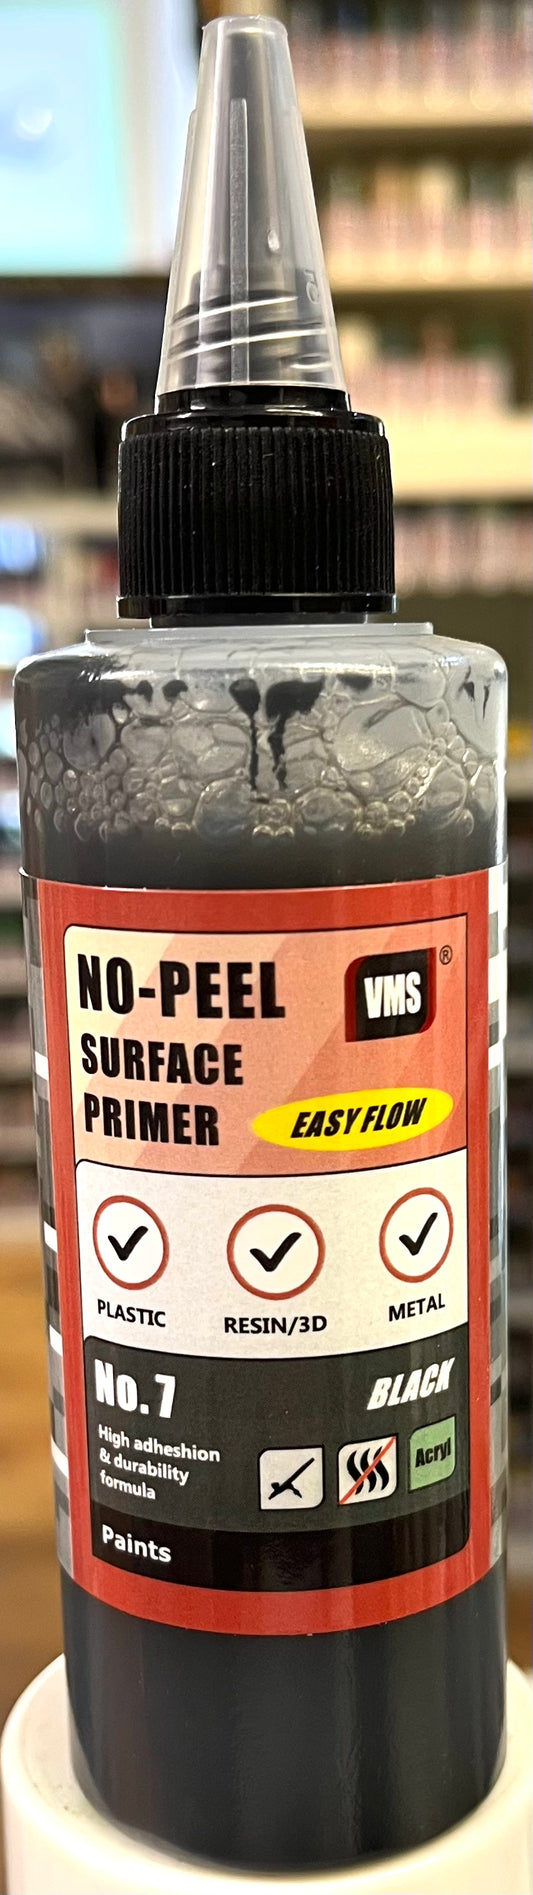 NO-PEEL
SURFACE
PRIMER
VMS®
EASY FLOW
PLASTIC
RESIN/3D
METAL
No. 7
BLACK
High adheshion
& durability
formula
Acryl
Paints